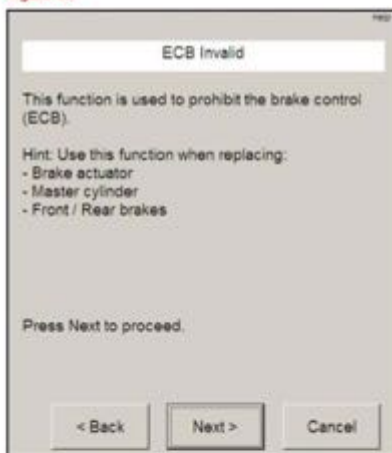 ECB Invalid
This function is used to prohibit the brake control
(ECB).
Hint: Use this function when replacing:
- Brake actuator
- Master cylinder
- Front / Rear brakes
Press Next to proceed.
< Back
Next >
Cancel